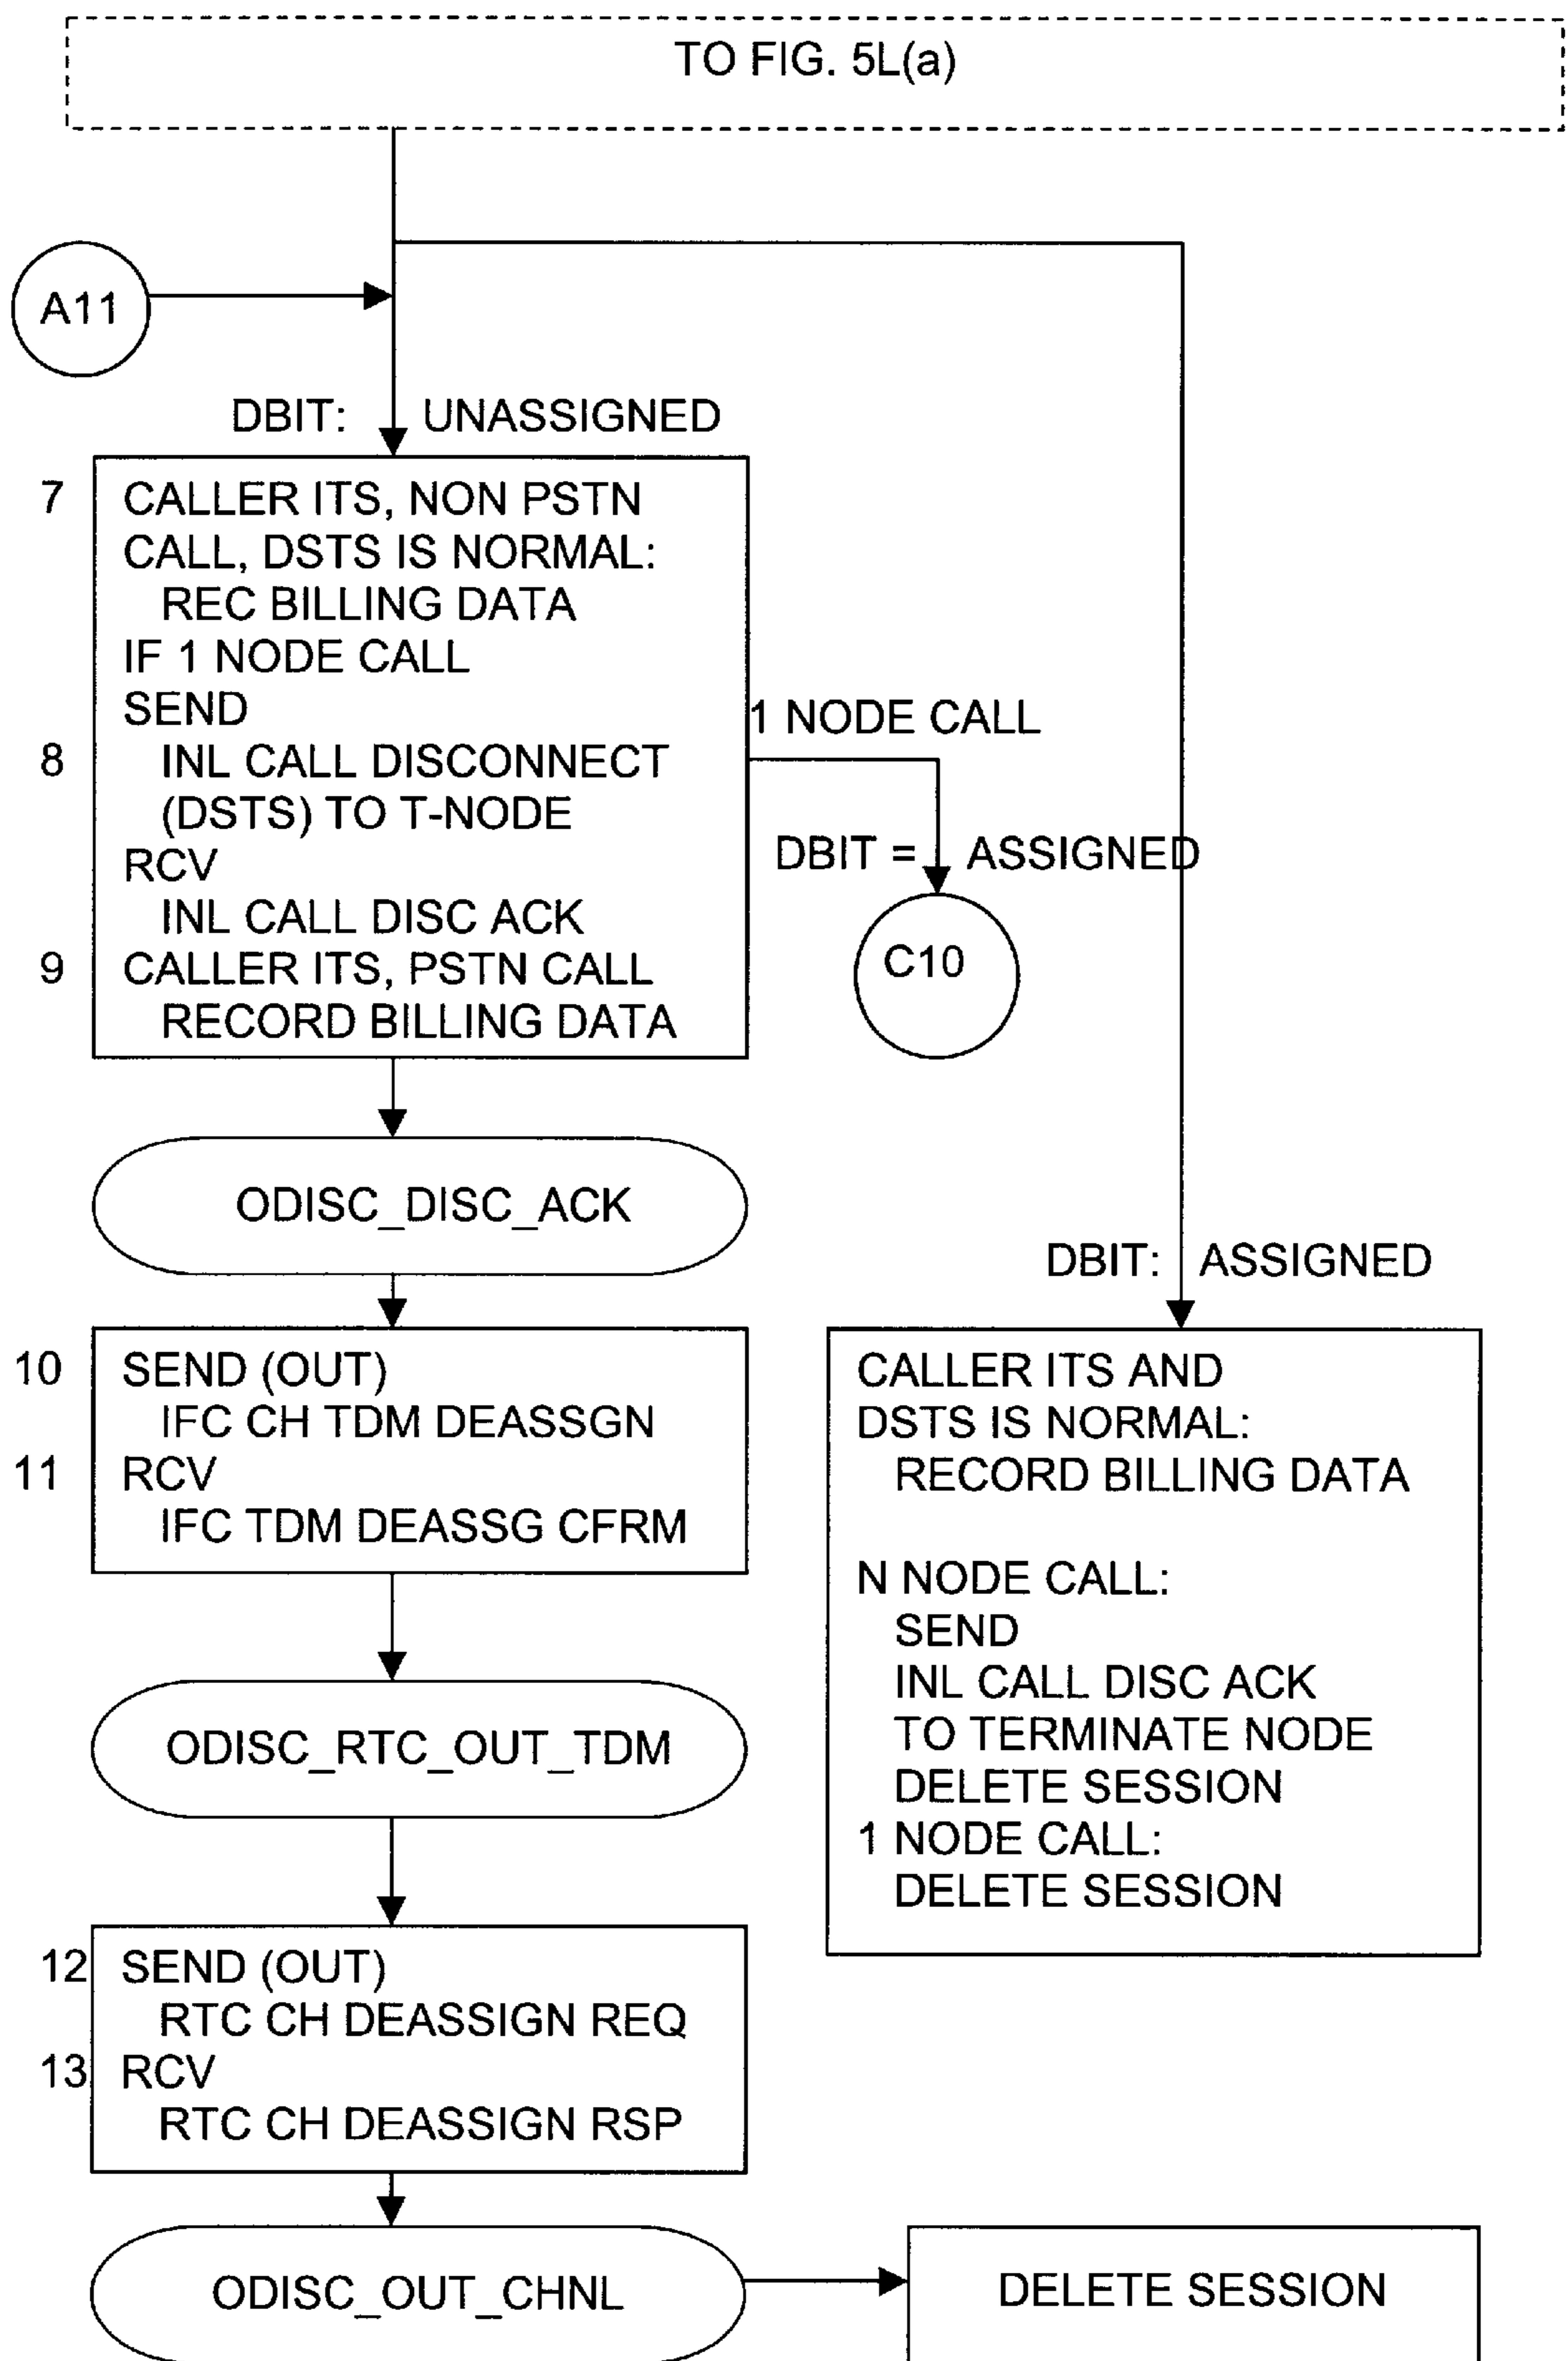 TO FIG. 5L(a)
A11
DBIT: UNASSIGNED
7 CALLER ITS, NON PSTN
CALL, DSTS IS NORMAL:
REC BILLING DATA
IF 1 NODE CALL
SEND
8 INL CALL DISCONNECT
(DSTS) TO T-NODE
RCV
INL CALL DISC ACK
9 CALLER ITS, PSTN CALL
RECORD BILLING DATA
1 NODE CALL
DBIT = ASSIGNED
C10
ODISC_DISC_ACK
10 SEND (OUT)
IFC CH TDM DEASSGN
11 RCV
IFC TDM DEASSG CFRM
ODISC_RTC_OUT_TDM
12 SEND (OUT)
RTC CH DEASSIGN REQ
13 RCV
RTC CH DEASSIGN RSP
ODISC_OUT_CHNL
DBIT: ASSIGNED
CALLER ITS AND
DSTS IS NORMAL:
RECORD BILLING DATA
N NODE CALL:
SEND
INL CALL DISC ACK
TO TERMINATE NODE
DELETE SESSION
1 NODE CALL:
DELETE SESSION
DELETE SESSION